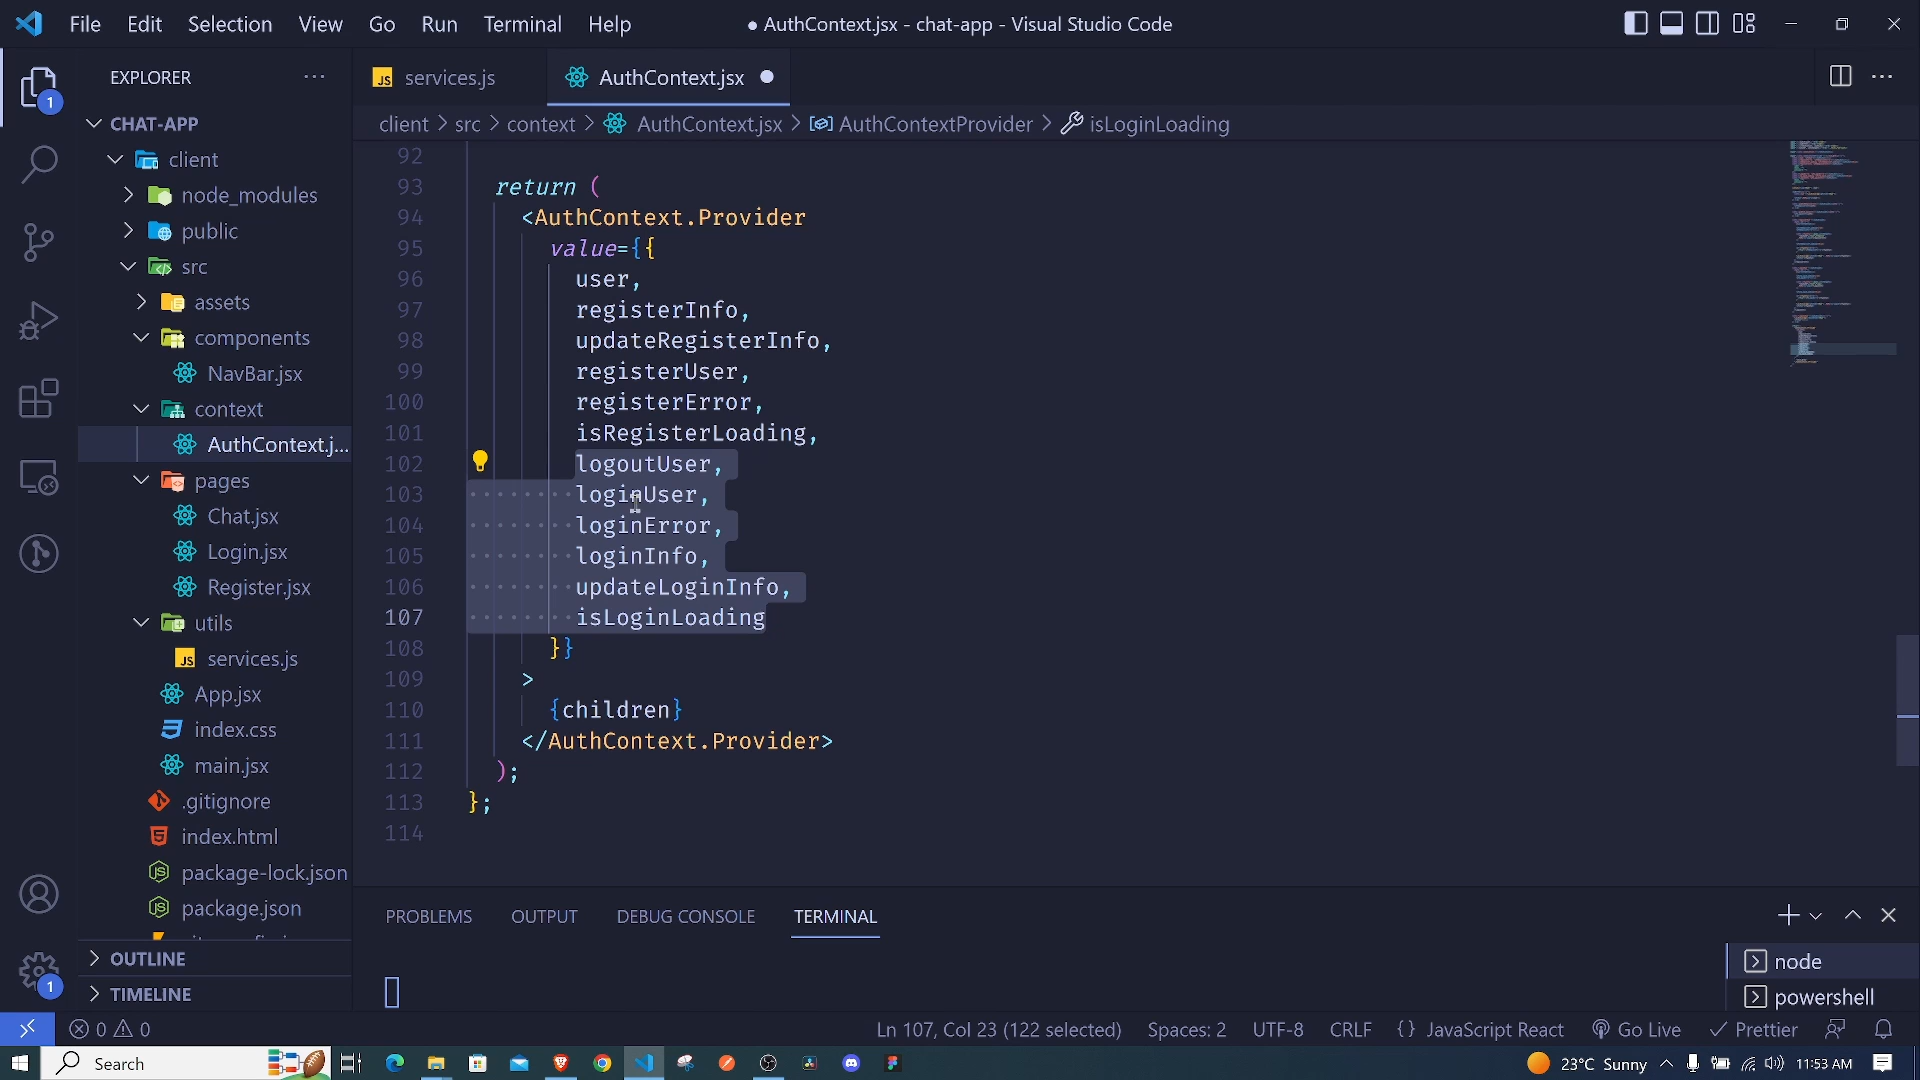 File Edit Selection View Go Run Terminal Help
● AuthContext.jsx - chat-app - Visual Studio Code
EXPLORER
1
CHAT-APP
client
node_modules
public
src
assets
components
NavBar.jsx
context
AuthContext.j...
pages
Chat.jsx
Login.jsx
Register.jsx
utils
services.js
App.jsx
index.css
main.jsx
.gitignore
index.html
package-lock.json
package.json
OUTLINE
TIMELINE
1
JS services.js
AuthContext.jsx ●
client > src > context > AuthContext.jsx > AuthContextProvider > isLoginLoading
92
93 return (
94 <AuthContext.Provider
95 value={{
96 user,
97 registerInfo,
98 updateRegisterInfo,
99 registerUser,
100 registerError,
101 isRegisterLoading,
102 logoutUser,
103 loginUser,
104 loginError,
105 loginInfo,
106 updateLoginInfo,
107 isLoginLoading
108 }}
109 >
110 {children}
111 </AuthContext.Provider>
112 );
113 };
114
PROBLEMS OUTPUT DEBUG CONSOLE TERMINAL
node
powershell
0 0
Ln 107, Col 23 (122 selected) Spaces: 2 UTF-8 CRLF {} JavaScript React Go Live Prettier
Search
23°C Sunny 11:53 AM